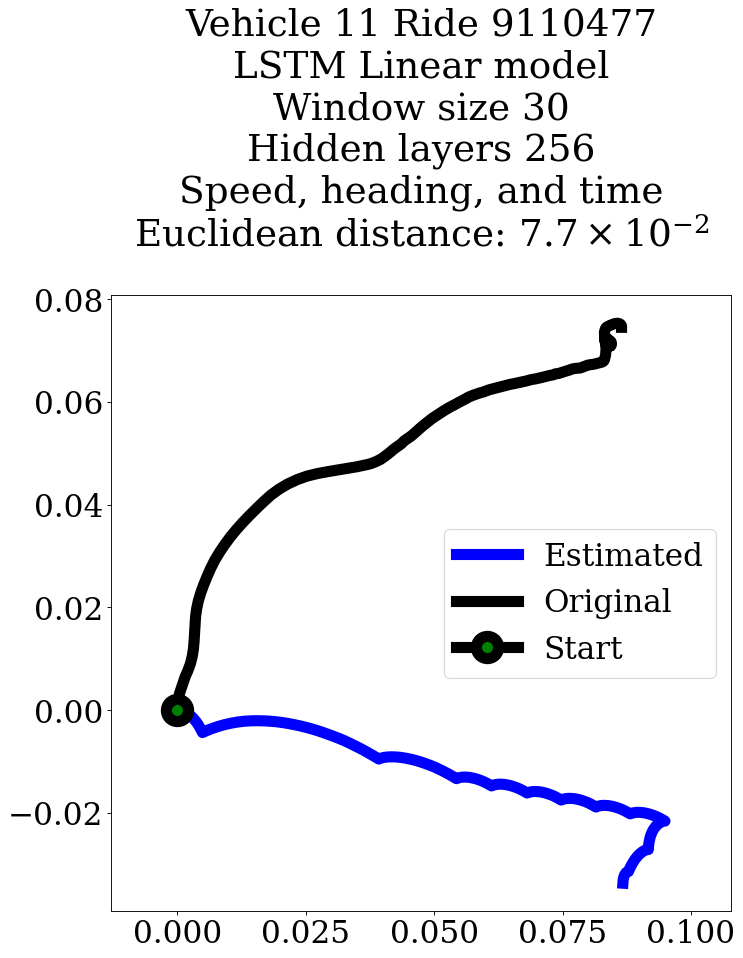 Vehicle 11 Ride 9110477
LSTM Linear model
Window size 30
Hidden layers 256
Speed, heading, and time
Euclidean distance: 7.7 × 10⁻²
0.08
0.06
0.04
0.02
0.00
−0.02
Estimated
Original
Start
0.000 0.025 0.050 0.075 0.100